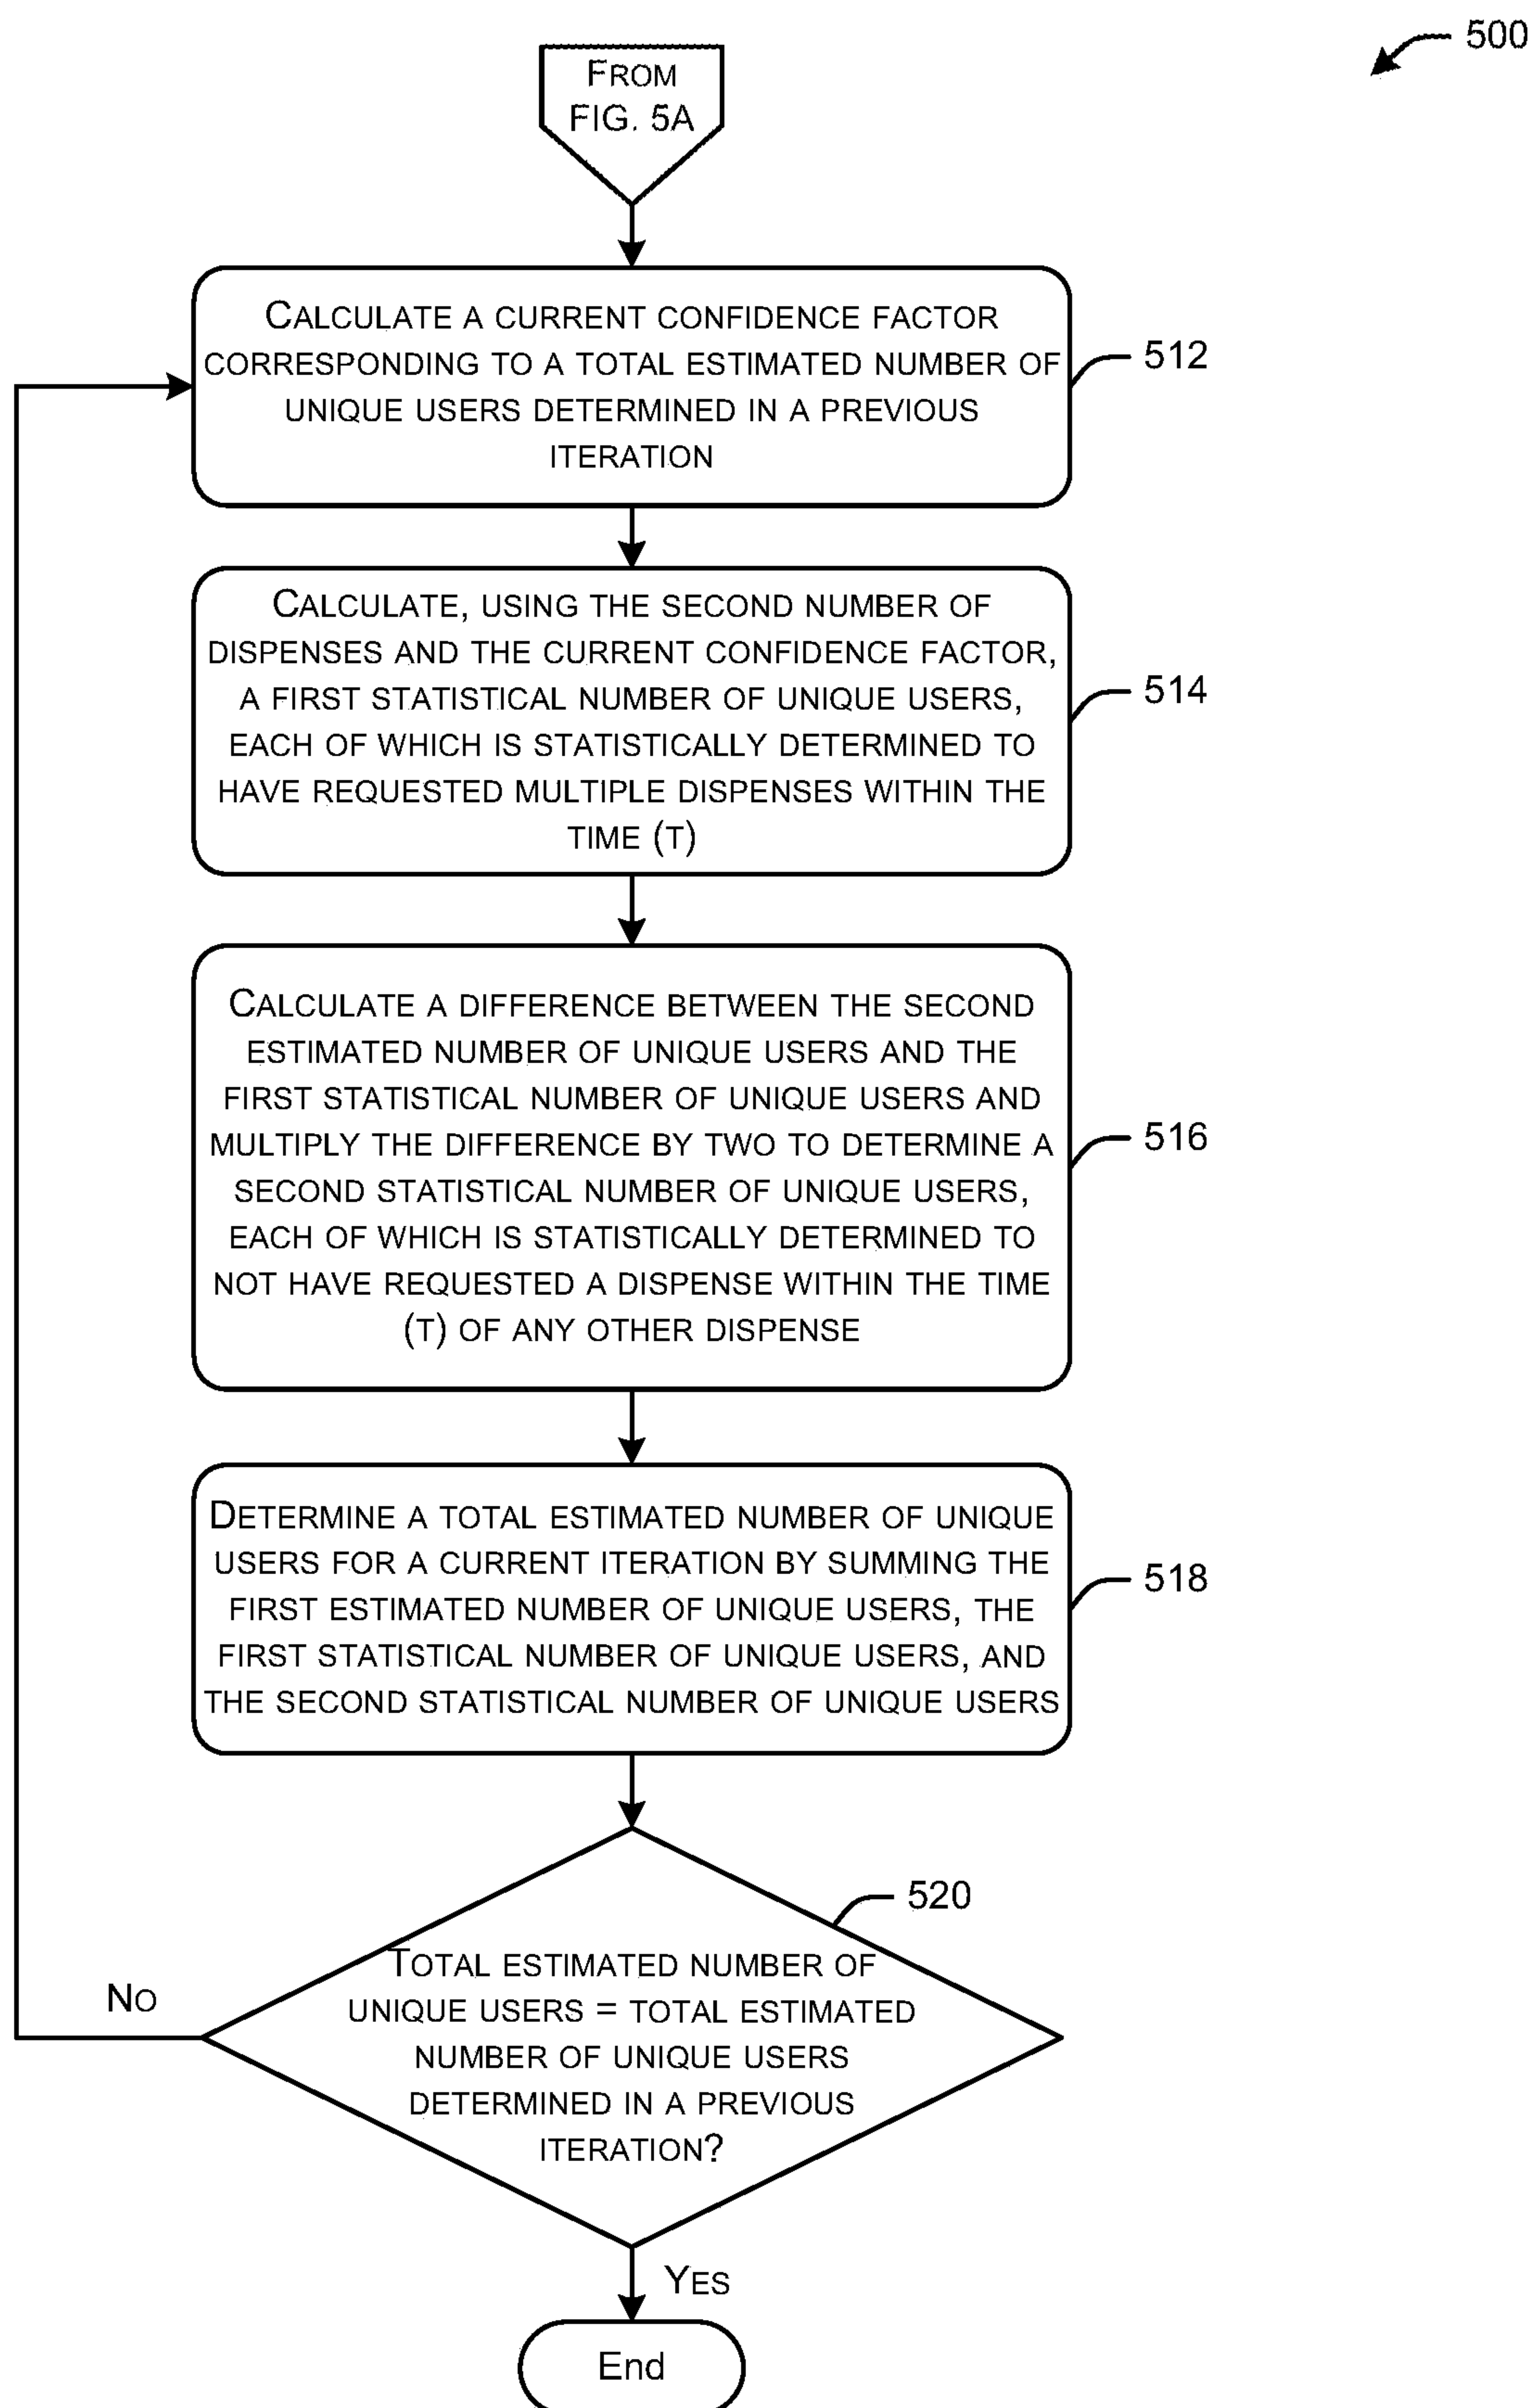 500
FROM
FIG. 5A
CALCULATE A CURRENT CONFIDENCE FACTOR
CORRESPONDING TO A TOTAL ESTIMATED NUMBER OF
UNIQUE USERS DETERMINED IN A PREVIOUS
ITERATION
512
CALCULATE, USING THE SECOND NUMBER OF
DISPENSES AND THE CURRENT CONFIDENCE FACTOR,
A FIRST STATISTICAL NUMBER OF UNIQUE USERS,
EACH OF WHICH IS STATISTICALLY DETERMINED TO
HAVE REQUESTED MULTIPLE DISPENSES WITHIN THE
TIME (T)
514
CALCULATE A DIFFERENCE BETWEEN THE SECOND
ESTIMATED NUMBER OF UNIQUE USERS AND THE
FIRST STATISTICAL NUMBER OF UNIQUE USERS AND
MULTIPLY THE DIFFERENCE BY TWO TO DETERMINE A
SECOND STATISTICAL NUMBER OF UNIQUE USERS,
EACH OF WHICH IS STATISTICALLY DETERMINED TO
NOT HAVE REQUESTED A DISPENSE WITHIN THE TIME
(T) OF ANY OTHER DISPENSE
516
DETERMINE A TOTAL ESTIMATED NUMBER OF UNIQUE
USERS FOR A CURRENT ITERATION BY SUMMING THE
FIRST ESTIMATED NUMBER OF UNIQUE USERS, THE
FIRST STATISTICAL NUMBER OF UNIQUE USERS, AND
THE SECOND STATISTICAL NUMBER OF UNIQUE USERS
518
520
TOTAL ESTIMATED NUMBER OF
UNIQUE USERS = TOTAL ESTIMATED
NUMBER OF UNIQUE USERS
DETERMINED IN A PREVIOUS
ITERATION?
NO
YES
End